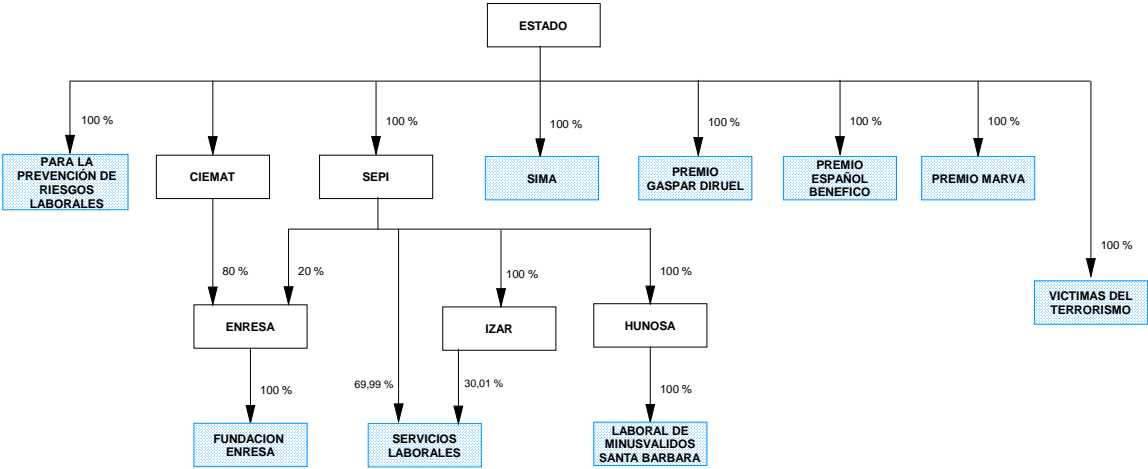 ESTADO
100 %
100 %
100 %
100 %
100 %
100 %
PARA LA
PREVENCIÓN DE
RIESGOS
LABORALES
CIEMAT
SEPI
SIMA
PREMIO
GASPAR DIRUEL
PREMIO
ESPAÑOL
BENEFICO
PREMIO MARVA
100 %
80 %
20 %
100 %
100 %
VICTIMAS DEL
TERRORISMO
ENRESA
IZAR
HUNOSA
100 %
69,99 %
30,01 %
100 %
FUNDACION
ENRESA
SERVICIOS
LABORALES
LABORAL DE
MINUSVALIDOS
SANTA BARBARA